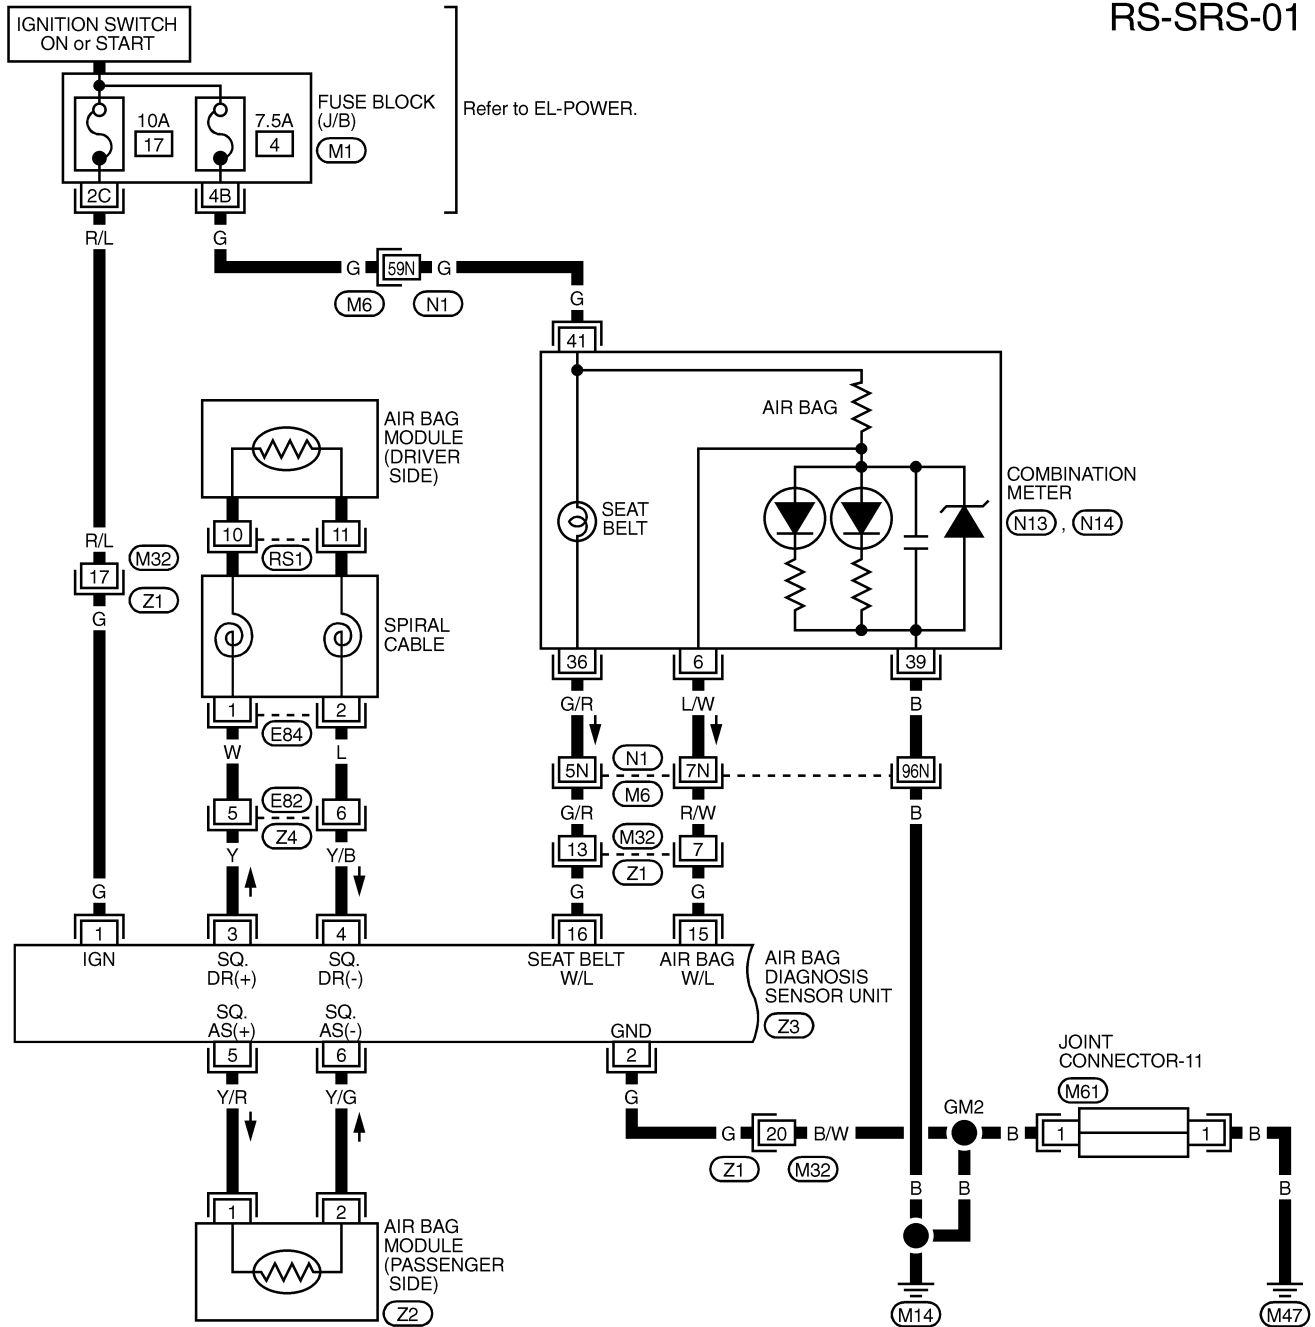 RS-SRS-01
IGNITION SWITCH
ON or START
FUSE BLOCK
(J/B)
M1
10A
17
7.5A
4
Refer to EL-POWER.
2C
4B
R/L
G
G
59N
G
M6
N1
G
41
AIR BAG
MODULE
(DRIVER
SIDE)
AIR BAG
SEAT
BELT
COMBINATION
METER
N13 , N14
10
11
RS1
R/L
M32
17
Z1
G
SPIRAL
CABLE
1
2
E84
W
L
36
6
39
G/R
L/W
B
N1
5N
7N
96N
M6
E82
5
6
Z4
G/R
R/W
B
M32
13
7
Z1
Y
Y/B
G
G
G
1
3
4
16
15
IGN
SQ.
DR(+)
SQ.
DR(-)
SEAT BELT
W/L
AIR BAG
W/L
AIR BAG
DIAGNOSIS
SENSOR UNIT
Z3
SQ.
AS(+)
SQ.
AS(-)
GND
5
6
2
Y/R
Y/G
G
JOINT
CONNECTOR-11
M61
GM2
G
20
B/W
B
1
1
B
Z1
M32
B
B
B
1
2
AIR BAG
MODULE
(PASSENGER
SIDE)
Z2
M14
M47